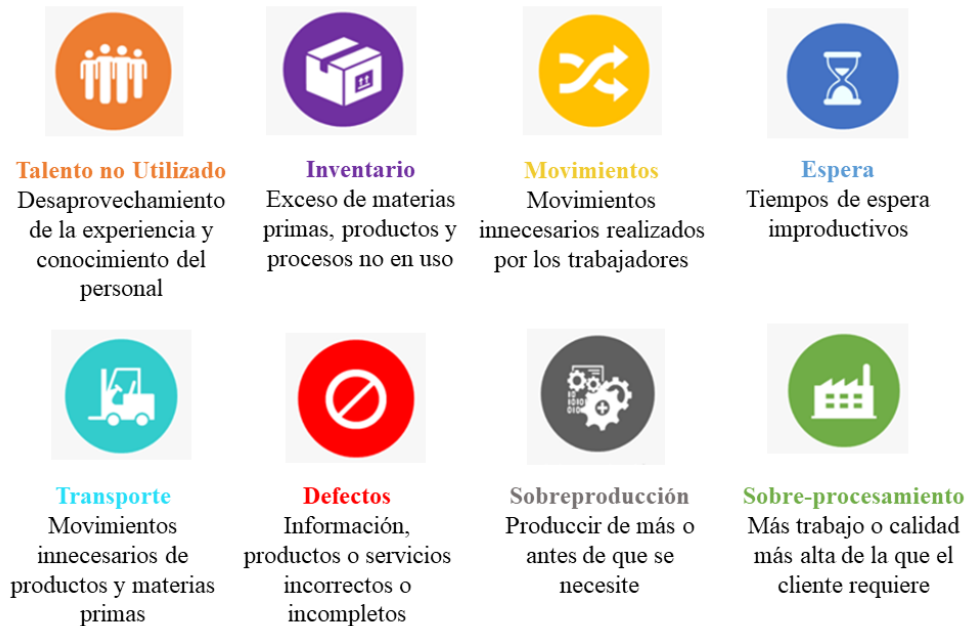 Talento no Utilizado
Desaprovechamiento
de la experiencia y
conocimiento del
personal
Inventario
Exceso de materias
primas, productos y
procesos no en uso
Movimientos
Movimientos
innecesarios realizados
por los trabajadores
Espera
Tiempos de espera
improductivos
Transporte
Movimientos
innecesarios de
productos y materias
primas
Defectos
Información,
productos o servicios
incorrectos o
incompletos
Sobreproducción
Produccir de más o
antes de que se
necesite
Sobre-procesamiento
Más trabajo o calidad
más alta de la que el
cliente requiere